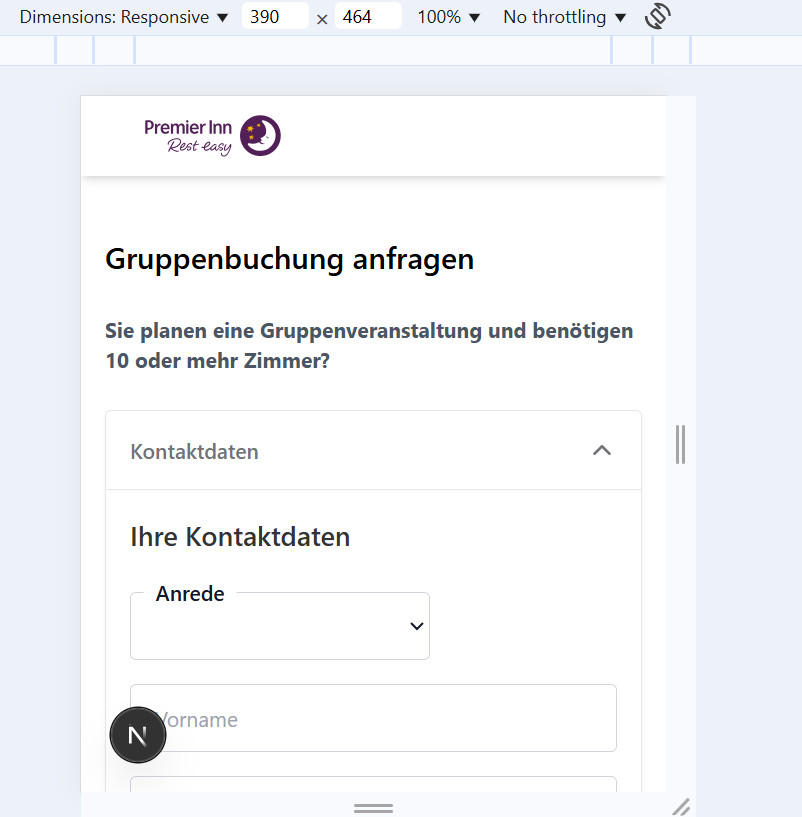 Dimensions: Responsive ▼ 390 × 464 100% ▼ No throttling ▼
Premier Inn
Rest easy
Gruppenbuchung anfragen
Sie planen eine Gruppenveranstaltung und benötigen
10 oder mehr Zimmer?
Kontaktdaten
Ihre Kontaktdaten
Anrede
Vorname
N